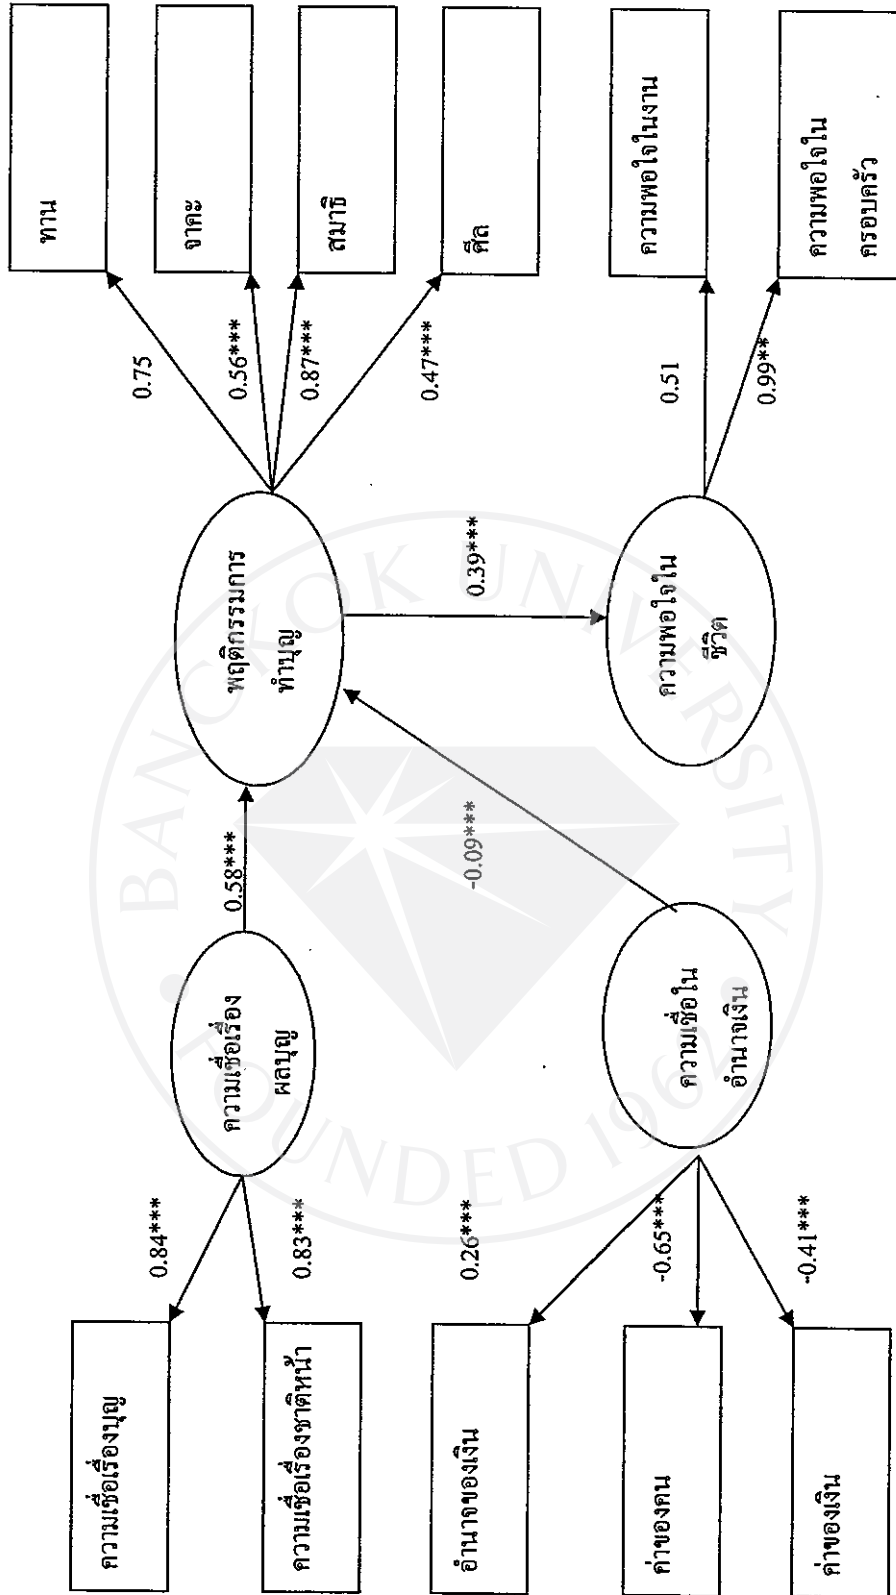 ความเชื่อเรื่องบุญ
ความเชื่อเรื่องชาติหน้า
อำนาจของเงิน
ค่าของคน
ค่าของเงิน
0.84***
0.83***
0.26***
-0.65***
-0.41***
ความเชื่อเรื่อง
ผลบุญ
ความเชื่อใน
อำนาจเงิน
0.58***
-0.09***
พฤติกรรมการ
ทำบุญ
0.39***
ความพอใจใน
ชีวิต
0.75
0.56***
0.87***
0.47***
0.51
0.99**
ทาน
จาคะ
สมาธิ
ศีล
ความพอใจในงาน
ความพอใจใน
ครอบครัว
BANGKOK UNIVERSITY
FOUNDED 1962